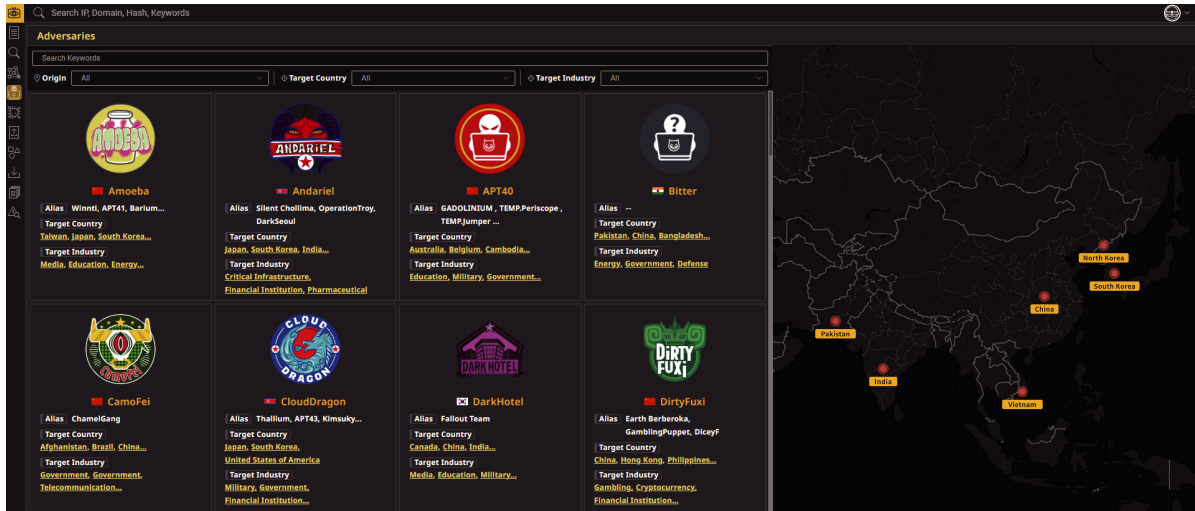 Search IP, Domain, Hash, Keywords
Adversaries
Search Keywords
Origin All
Target Country All
Target Industry All
AMOEBA
Amoeba
Alias Winnti, APT41, Barium...
Target Country
Taiwan, Japan, South Korea...
Target Industry
Media, Education, Energy...
ANDARIEL
Andariel
Alias Silent Chollima, OperationTroy,
DarkSeoul
Target Country
Japan, South Korea, India...
Target Industry
Critical Infrastructure,
Financial Institution, Pharmaceutical
APT40
Alias GADOLINIUM , TEMP.Periscope ,
TEMP.Jumper ...
Target Country
Australia, Belgium, Cambodia...
Target Industry
Education, Military, Government...
?
Bitter
Alias --
Target Country
Pakistan, China, Bangladesh...
Target Industry
Energy, Government, Defense
CAMOFEI
CamoFei
Alias ChamelGang
Target Country
Afghanistan, Brazil, China...
Target Industry
Government, Government,
Telecommunication...
CLOUD
DRAGON
CloudDragon
Alias Thallium, APT43, Kimsuky...
Target Country
Japan, South Korea,
United States of America
Target Industry
Military, Government,
Financial Institution...
DARK HOTEL
DarkHotel
Alias Fallout Team
Target Country
Canada, China, India...
Target Industry
Media, Education, Military...
DiRTY
FUXi
DirtyFuxi
Alias Earth Berberoka,
GamblingPuppet, DiceyF
Target Country
China, Hong Kong, Philippines...
Target Industry
Gambling, Cryptocurrency,
Financial Institution...
North Korea
South Korea
China
Pakistan
India
Vietnam